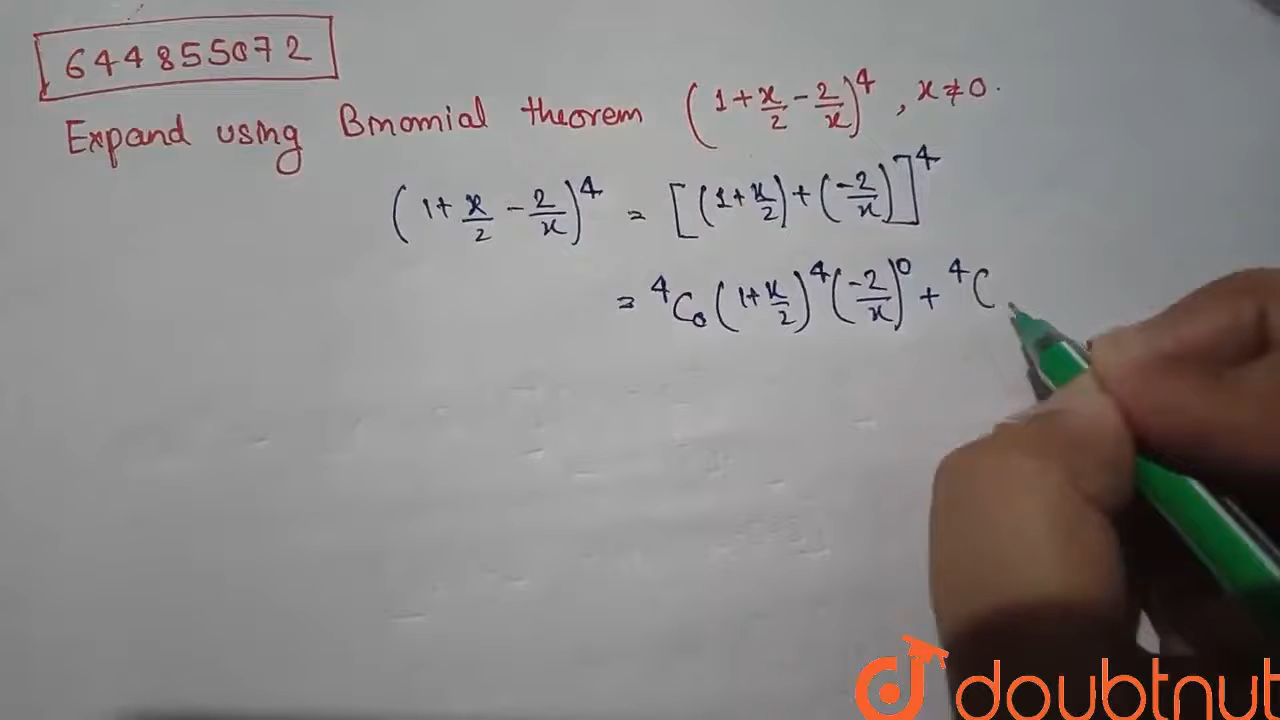 644855072
Expand using Bmomial theorem (1+x/2-2/x)^4, x≠0.
(1+x/2-2/x)^4 = [(1+x/2)+(-2/x)]^4
= ⁴C₀(1+x/2)^4(-2/x)^0 + ⁴C
doubtnut